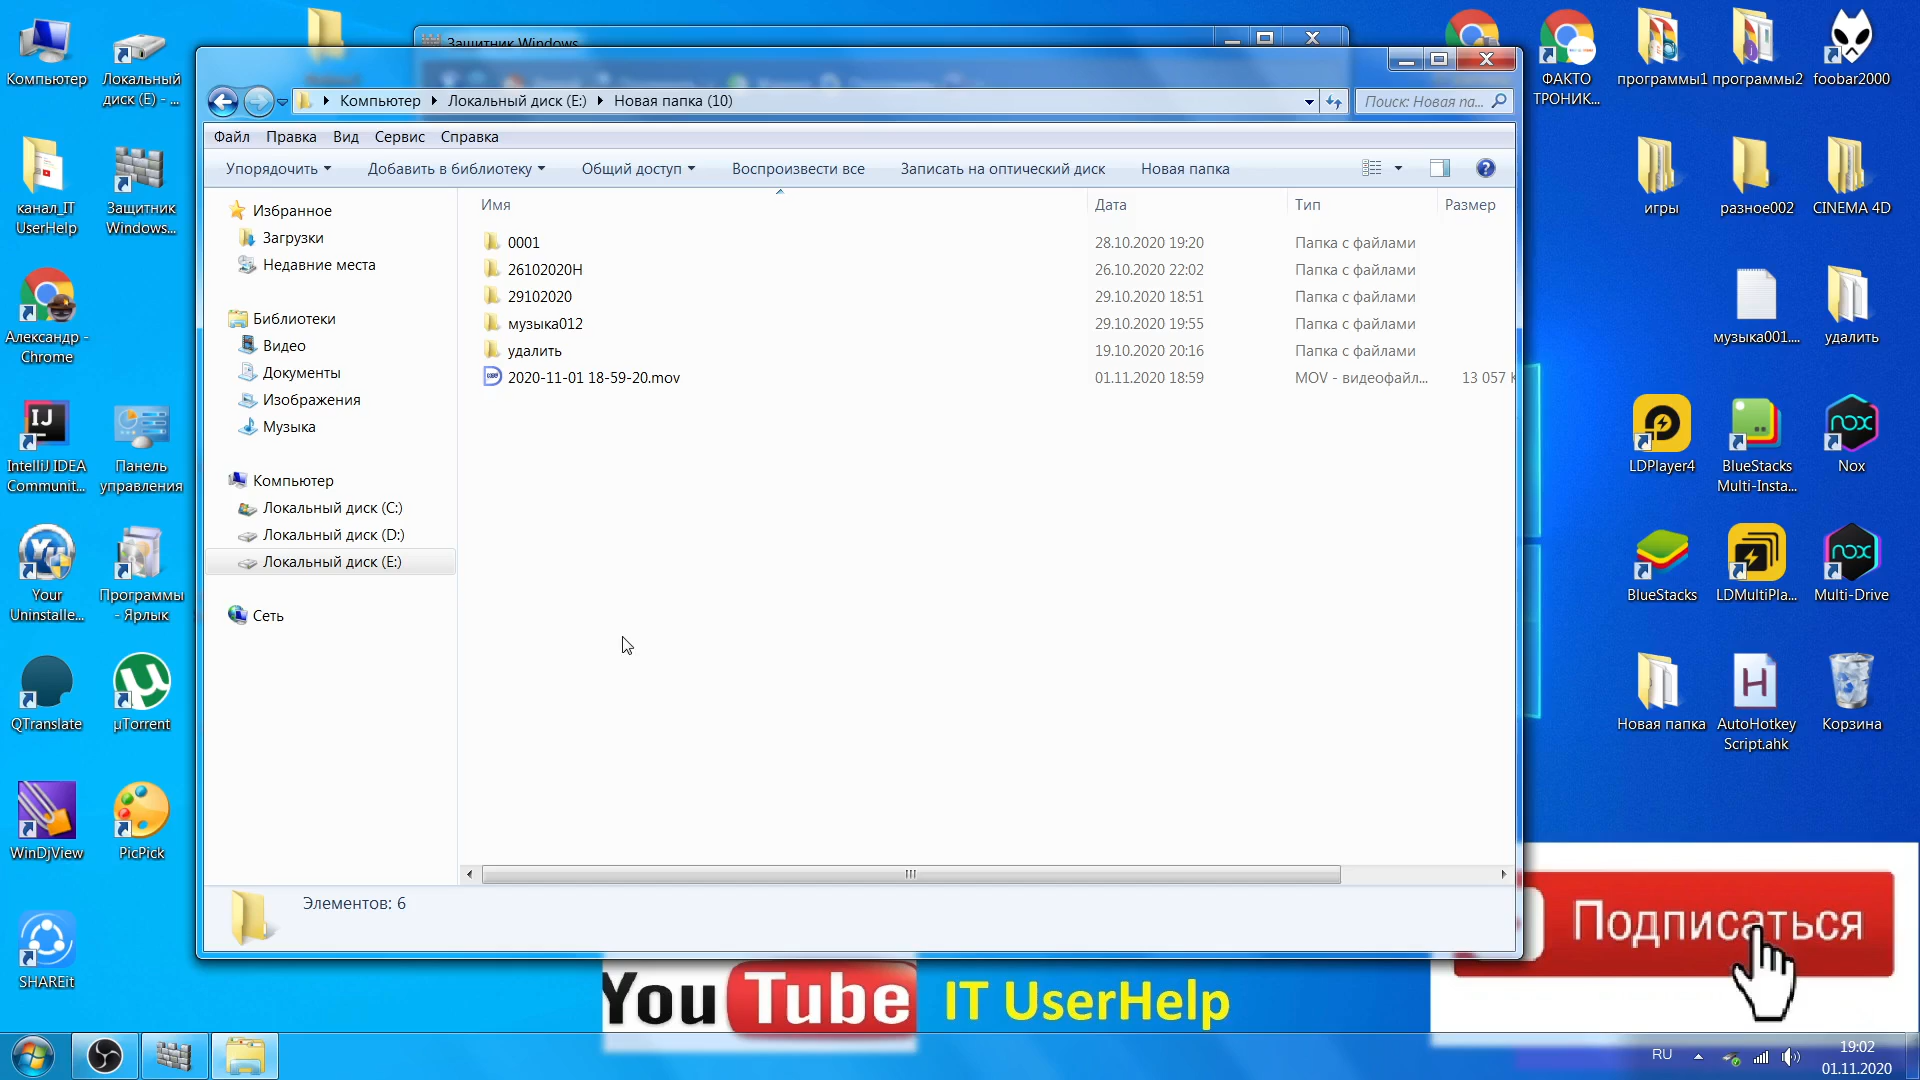 Компьютер
Локальный
диск (E) - ...
Защитник Windows
ФАКТО
ТРОНИК...
программы1
программы2
foobar2000
Компьютер
Локальный диск (E:)
Новая папка (10)
Поиск: Новая па...
Файл
Правка
Вид
Сервис
Справка
Упорядочить
Добавить в библиотеку
Общий доступ
Воспроизвести все
Записать на оптический диск
Новая папка
Имя
Дата
Тип
Размер
0001
28.10.2020 19:20
Папка с файлами
26102020H
26.10.2020 22:02
Папка с файлами
29102020
29.10.2020 18:51
Папка с файлами
музыка012
29.10.2020 19:55
Папка с файлами
удалить
19.10.2020 20:16
Папка с файлами
2020-11-01 18-59-20.mov
01.11.2020 18:59
MOV - видеофайл...
13 057
Избранное
Загрузки
Недавние места
Библиотеки
Видео
Документы
Изображения
Музыка
Компьютер
Локальный диск (C:)
Локальный диск (D:)
Локальный диск (E:)
Сеть
Элементов: 6
канал_IT
UserHelp
Защитник
Windows...
Александр -
Chrome
IntelliJ IDEA
Communit...
Панель
управления
Your
Uninstalle...
Программы
- Ярлык
QTranslate
µTorrent
WinDjView
PicPick
SHAREit
игры
разное002
CINEMA 4D
музыка001....
удалить
LDPlayer4
BlueStacks
Multi-Insta...
Nox
BlueStacks
LDMultiPla...
Multi-Drive
Новая папка
AutoHotkey
Script.ahk
Корзина
Подписаться
YouTube
IT UserHelp
RU
19:02
01.11.2020